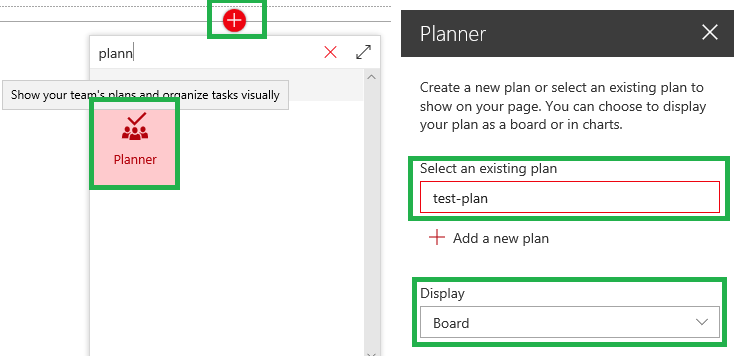 plann
Show your team's plans and organize tasks visually
Planner
Planner
Create a new plan or select an existing plan to
show on your page. You can choose to display
your plan as a board or in charts.
Select an existing plan
test-plan
Add a new plan
Display
Board